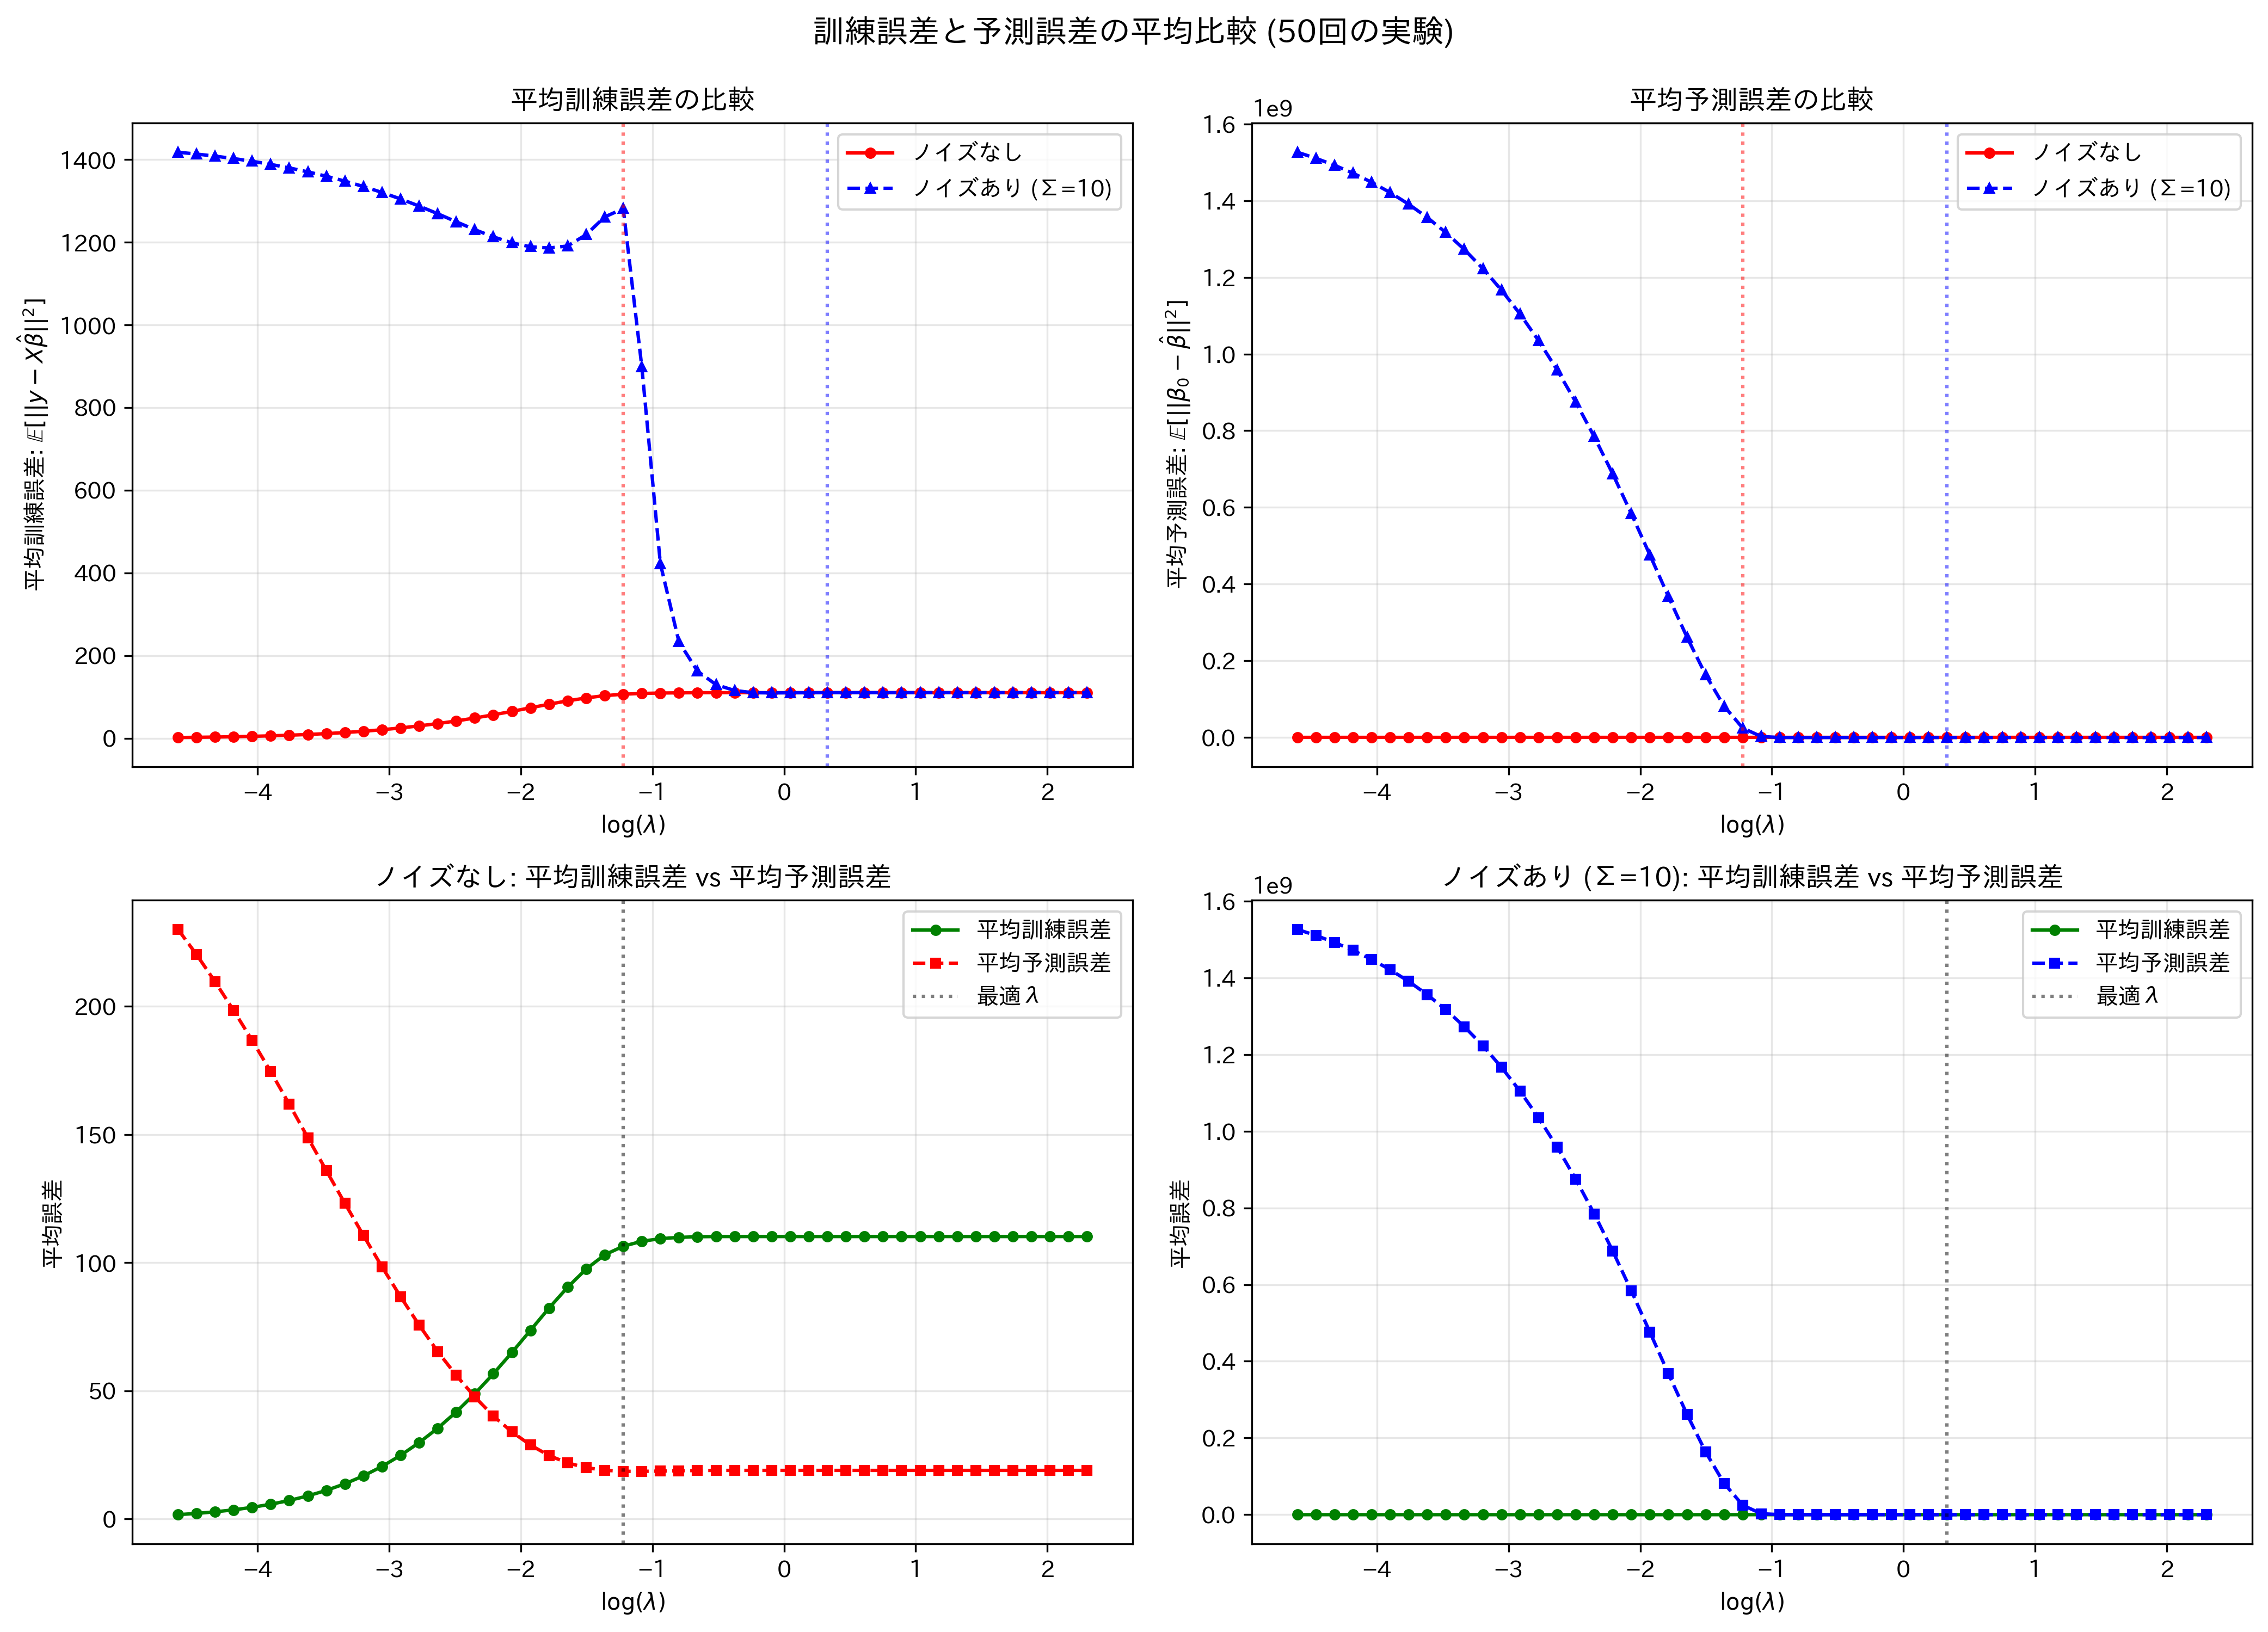 訓練誤差と予測誤差の平均比較 (50回の実験)
平均訓練誤差の比較
1400
1200
1000
800
600
400
200
0
平均訓練誤差: 𝔼[||y − Xβ̂||²]
ノイズなし
ノイズあり (Σ=10)
−4 −3 −2 −1 0 1 2
log(λ)
平均予測誤差の比較
1e9
1.6
1.4
1.2
1.0
0.8
0.6
0.4
0.2
0.0
平均予測誤差: 𝔼[||β₀ − β̂||²]
ノイズなし
ノイズあり (Σ=10)
−4 −3 −2 −1 0 1 2
log(λ)
ノイズなし: 平均訓練誤差 vs 平均予測誤差
200
150
100
50
0
平均誤差
平均訓練誤差
平均予測誤差
最適λ
−4 −3 −2 −1 0 1 2
log(λ)
ノイズあり (Σ=10): 平均訓練誤差 vs 平均予測誤差
1e9
1.6
1.4
1.2
1.0
0.8
0.6
0.4
0.2
0.0
平均誤差
平均訓練誤差
平均予測誤差
最適λ
−4 −3 −2 −1 0 1 2
log(λ)